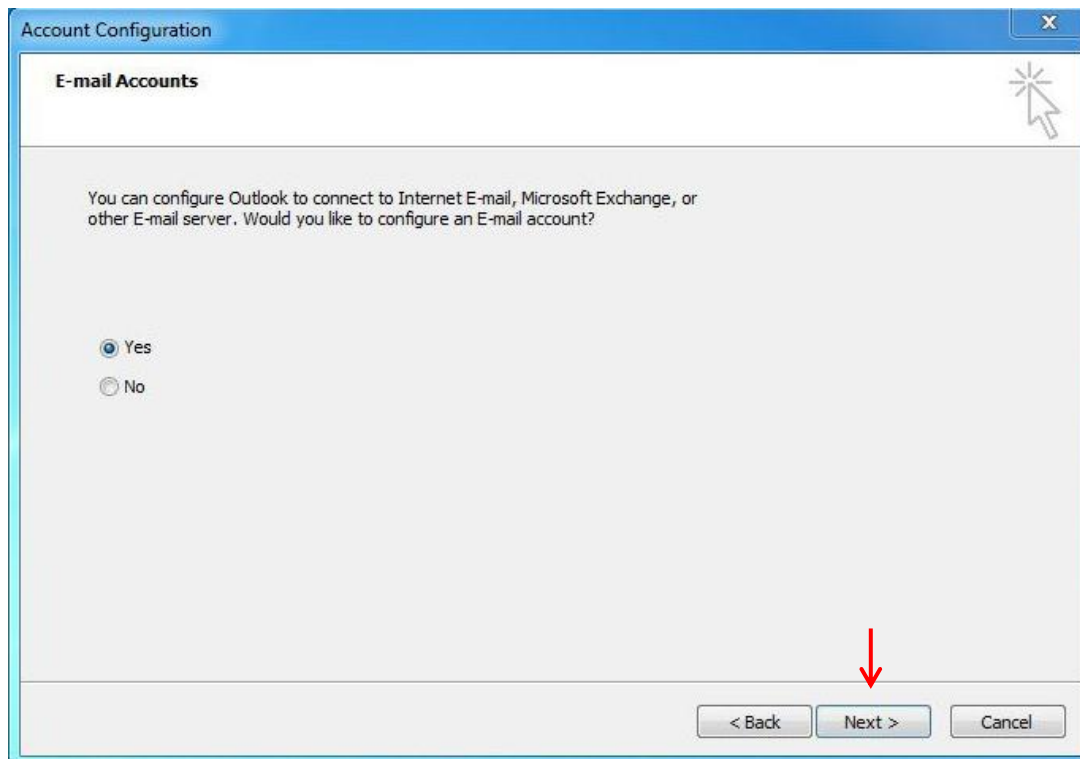 Account Configuration
X
E-mail Accounts
You can configure Outlook to connect to Internet E-mail, Microsoft Exchange, or
other E-mail server. Would you like to configure an E-mail account?
Yes
No
< Back Next > Cancel